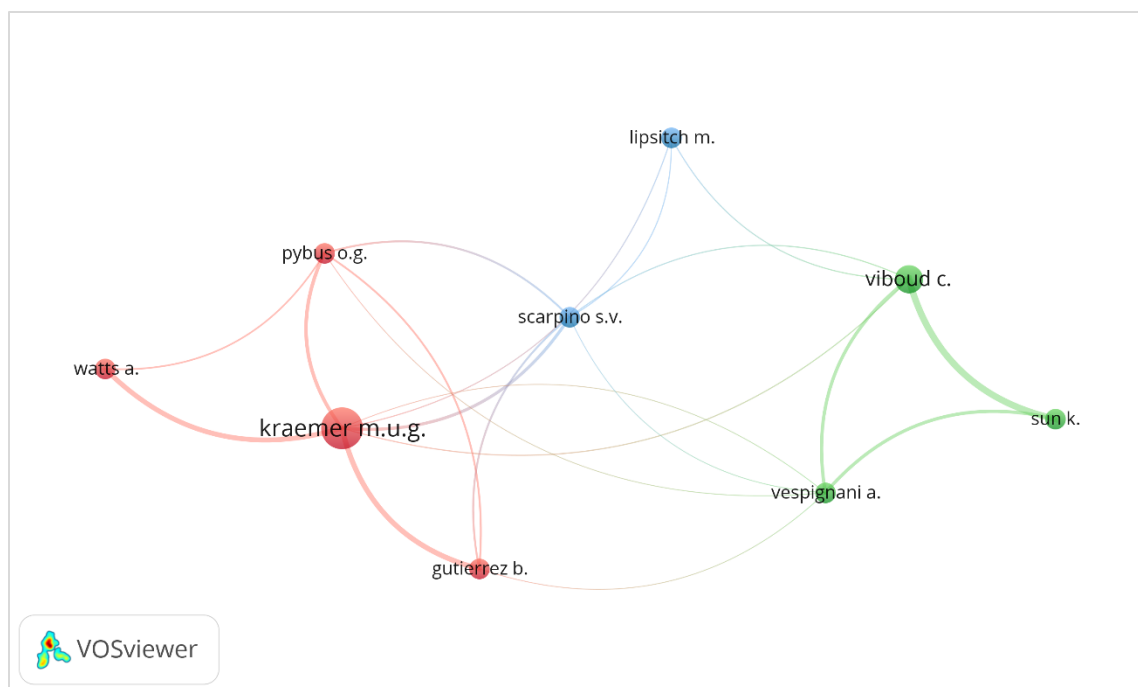 lipsitch m.
pybus o.g.
viboud c.
scarpino s.v.
watts a.
kraemer m.u.g.
sun k.
vespignani a.
gutierrez b.
VOSviewer